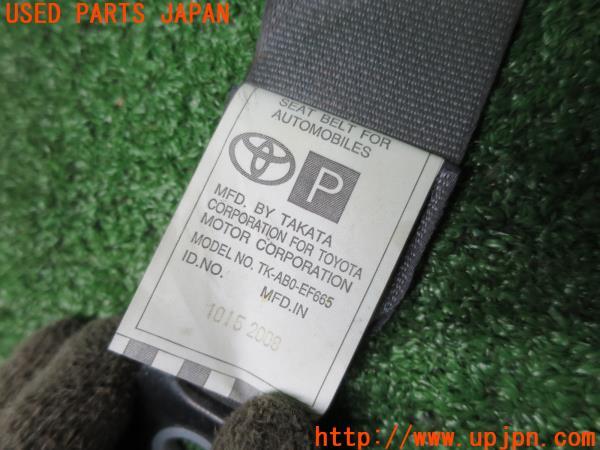 USED PARTS JAPAN
SEAT BELT FOR
AUTOMOBILES
P
MFD. BY TAKATA
CORPORATION FOR TOYOTA
MOTOR CORPORATION
MODEL NO. TK-AB0-EF665
ID.NO. MFD.IN
1015 2008
http://www.upjpn.com